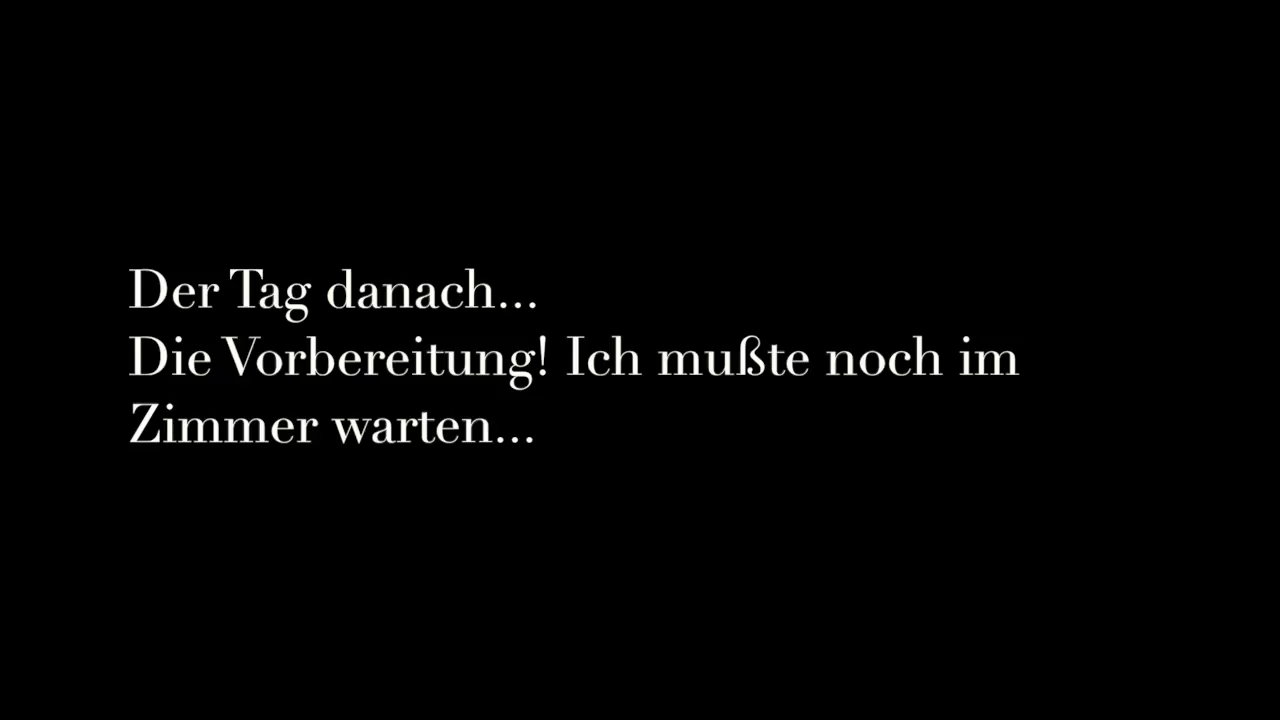 Der Tag danach...
Die Vorbereitung! Ich mußte noch im
Zimmer warten...